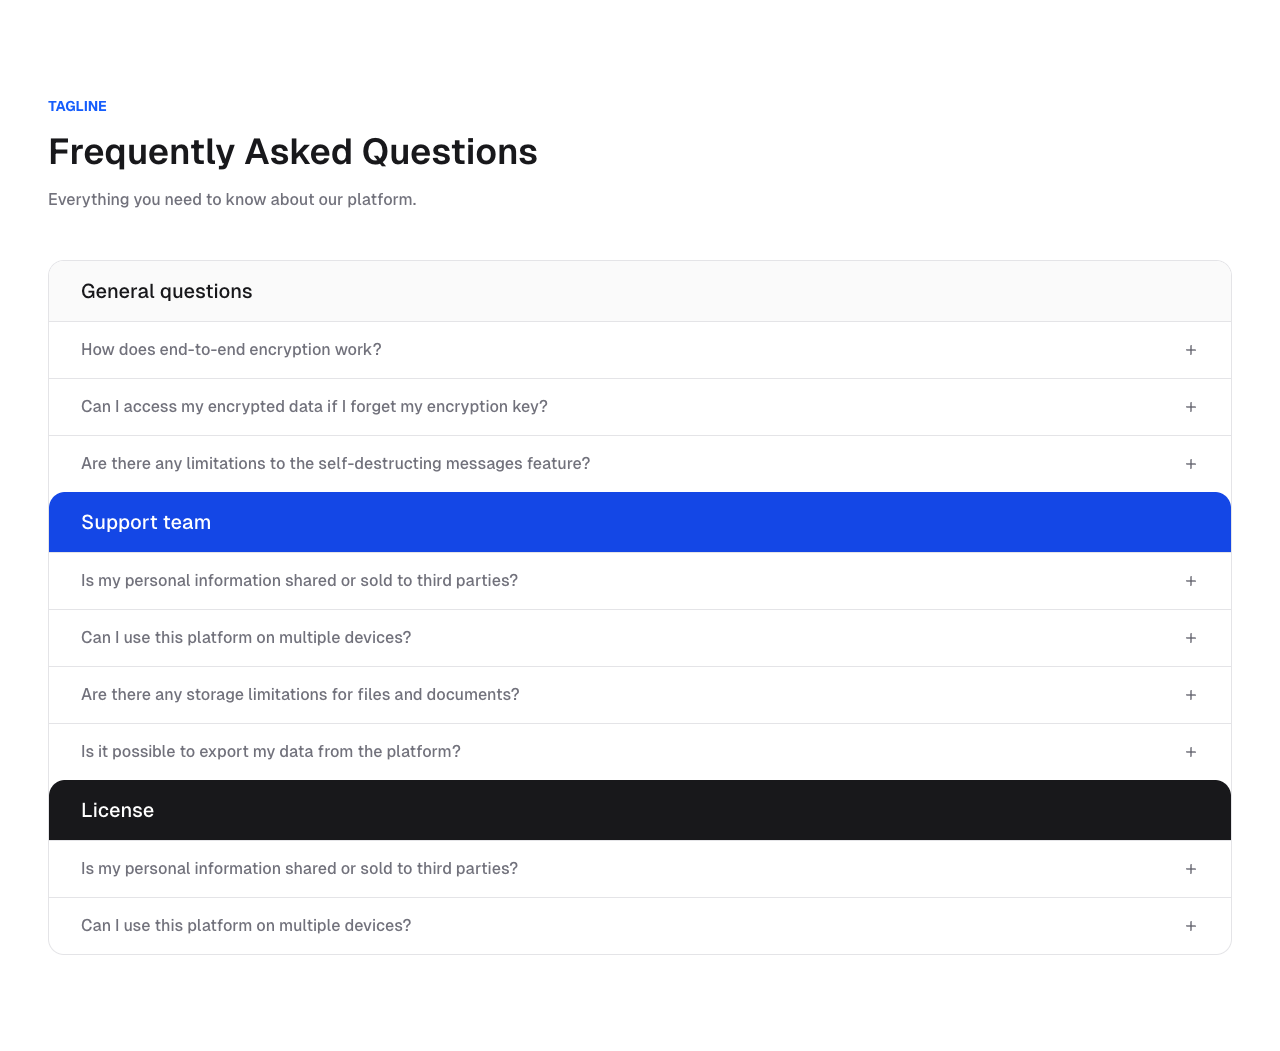 TAGLINE
Frequently Asked Questions
Everything you need to know about our platform.
General questions
How does end-to-end encryption work?
Can I access my encrypted data if I forget my encryption key?
Are there any limitations to the self-destructing messages feature?
Support team
Is my personal information shared or sold to third parties?
Can I use this platform on multiple devices?
Are there any storage limitations for files and documents?
Is it possible to export my data from the platform?
License
Is my personal information shared or sold to third parties?
Can I use this platform on multiple devices?